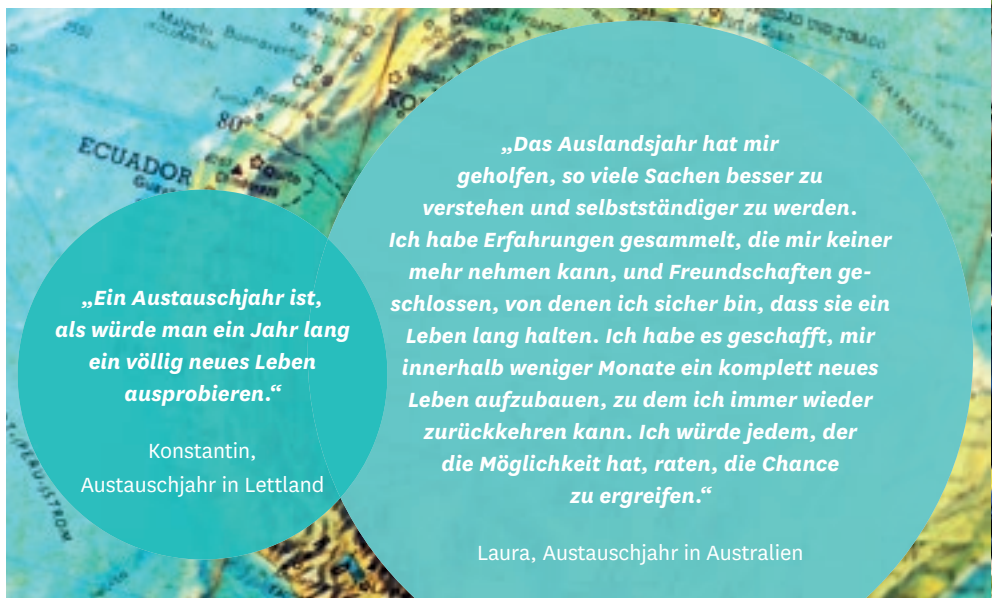 ECUADOR
80°
„Ein Austauschjahr ist,
als würde man ein Jahr lang
ein völlig neues Leben
ausprobieren.“
Konstantin,
Austauschjahr in Lettland
„Das Auslandsjahr hat mir
geholfen, so viele Sachen besser zu
verstehen und selbstständiger zu werden.
Ich habe Erfahrungen gesammelt, die mir keiner
mehr nehmen kann, und Freundschaften ge-
schlossen, von denen ich sicher bin, dass sie ein
Leben lang halten. Ich habe es geschafft, mir
innerhalb weniger Monate ein komplett neues
Leben aufzubauen, zu dem ich immer wieder
zurückkehren kann. Ich würde jedem, der
die Möglichkeit hat, raten, die Chance
zu ergreifen.“
Laura, Austauschjahr in Australien